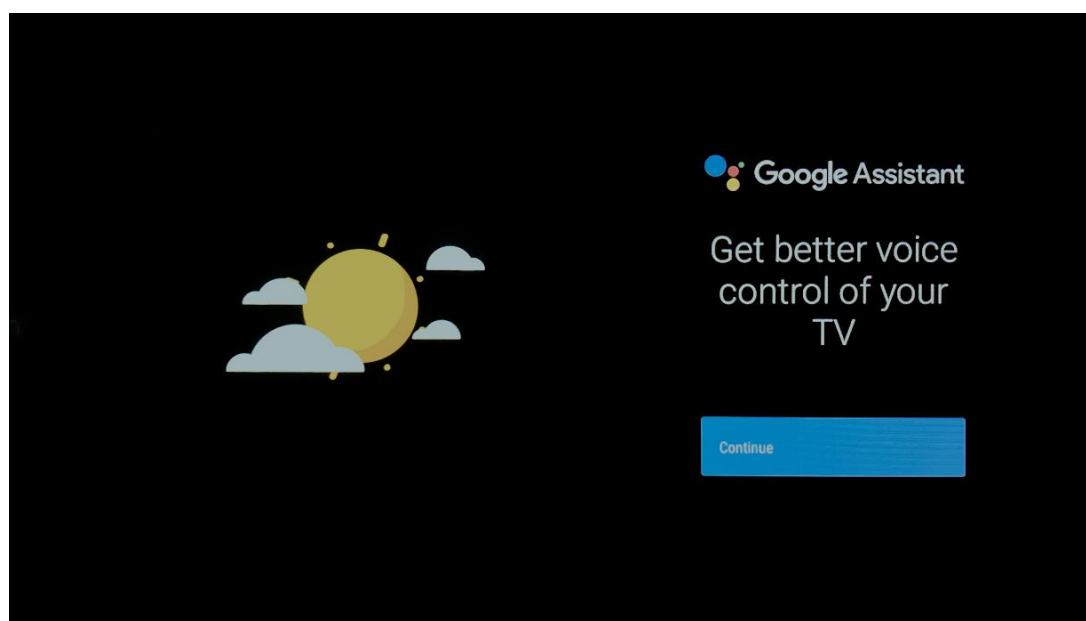 Google Assistant
Get better voice
control of your
TV
Continue